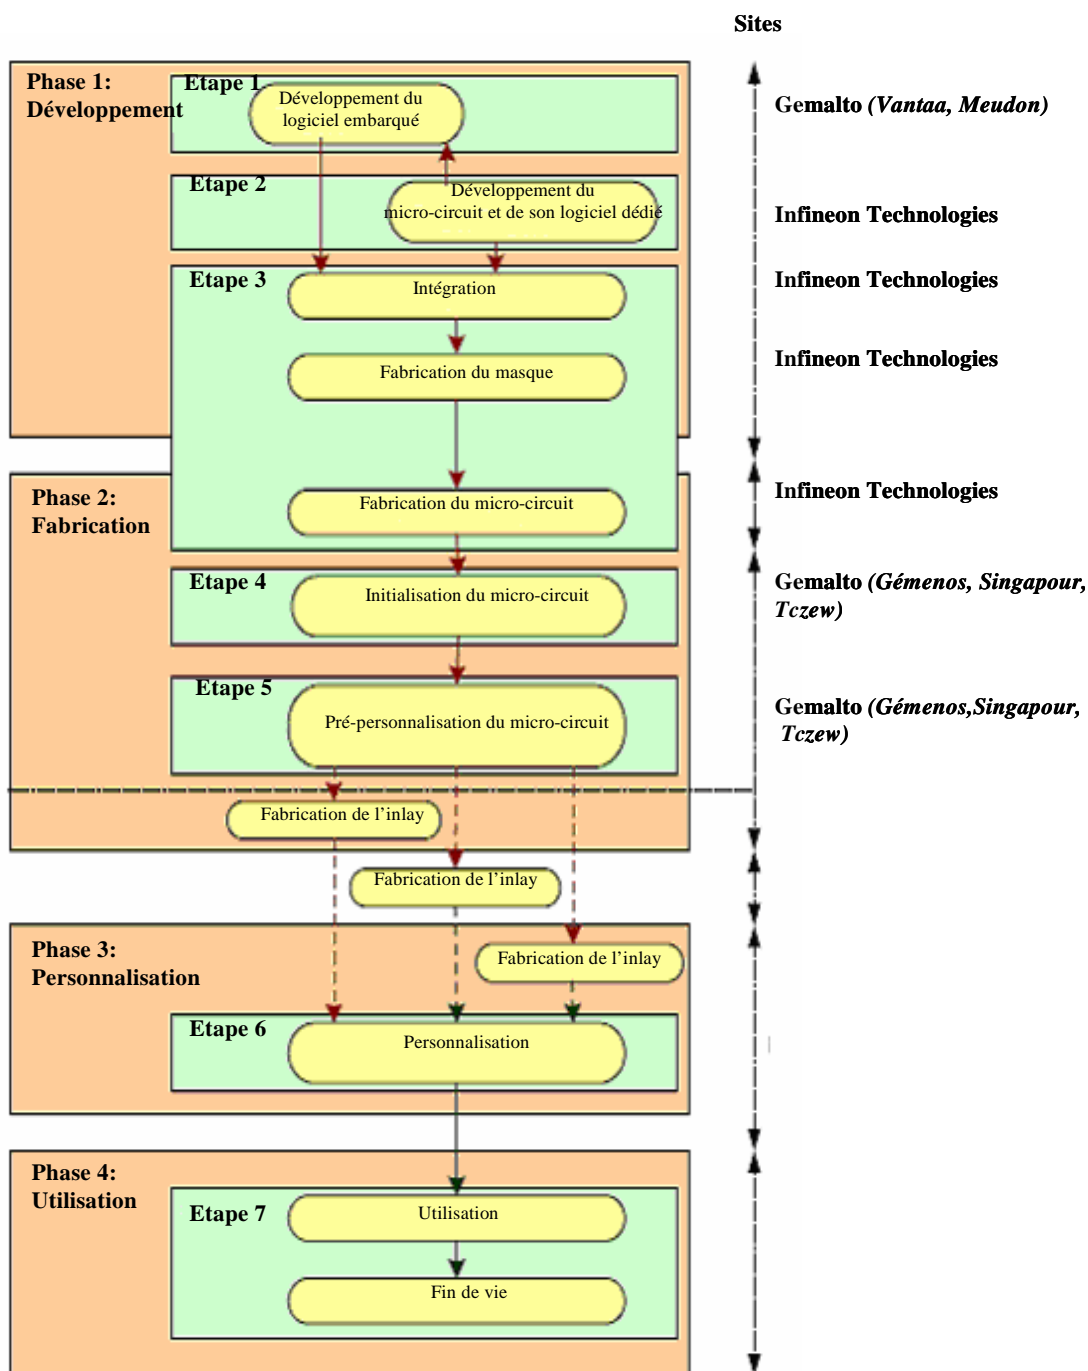 Sites
Phase 1:
Développement
Etape 1
Développement du
logiciel embarqué
Gemalto (Vantaa, Meudon)
Etape 2
Développement du
micro-circuit et de son logiciel dédié
Infineon Technologies
Etape 3
Intégration
Infineon Technologies
Fabrication du masque
Infineon Technologies
Phase 2:
Fabrication
Fabrication du micro-circuit
Infineon Technologies
Etape 4
Initialisation du micro-circuit
Gemalto (Gémenos, Singapour,
Tczew)
Etape 5
Pré-personnalisation du micro-circuit
Gemalto (Gémenos,Singapour,
Tczew)
Fabrication de l’inlay
Fabrication de l’inlay
Phase 3:
Personnalisation
Fabrication de l’inlay
Etape 6
Personnalisation
Phase 4:
Utilisation
Etape 7
Utilisation
Fin de vie